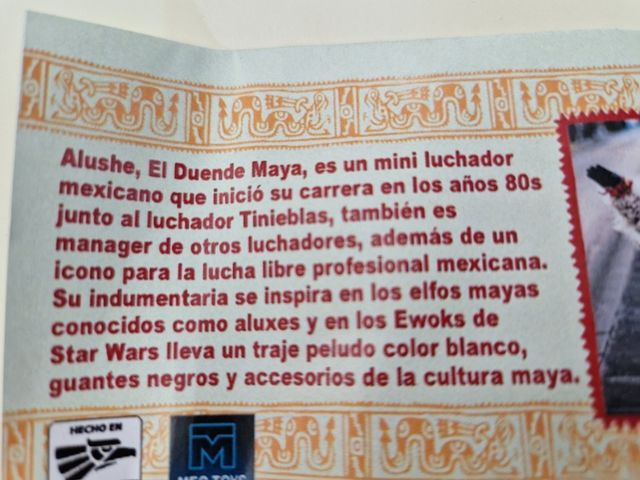 Alushe, El Duende Maya, es un mini luchador
mexicano que inició su carrera en los años 80s
junto al luchador Tinieblas, también es
manager de otros luchadores, además de un
icono para la lucha libre profesional mexicana.
Su indumentaria se inspira en los elfos mayas
conocidos como aluxes y en los Ewoks de
Star Wars lleva un traje peludo color blanco,
guantes negros y accesorios de la cultura maya.
HECHO EN
MEO TOYS